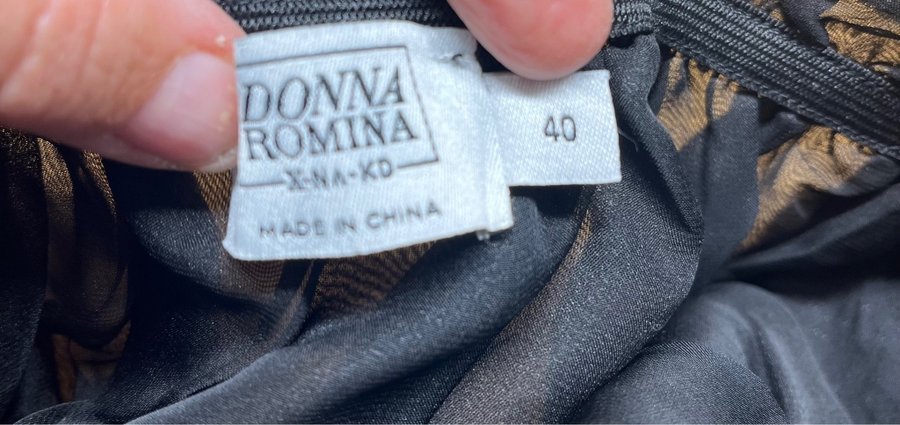 DONNA
ROMINA
X-NA-KD
MADE IN CHINA
40